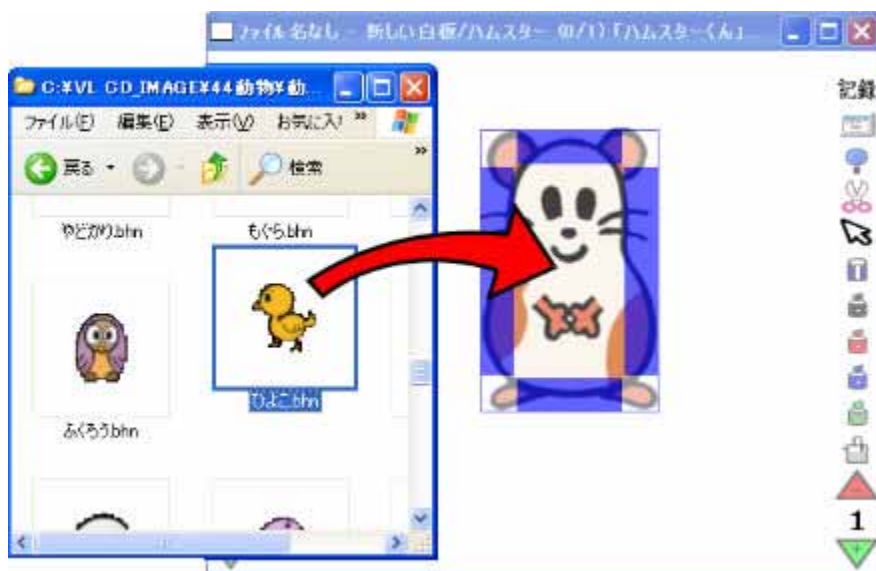 ファイル名なし - 新しい白板/ハムスター (0/1)「ハムスターくん」
C:¥VL CD_IMAGE¥44動物¥動...
ファイル(F) 編集(E) 表示(V) お気に入り »
戻る 検索 »
記録
やどかり.bhn もぐら.bhn
ひよこ.bhn
ふくろう.bhn
1